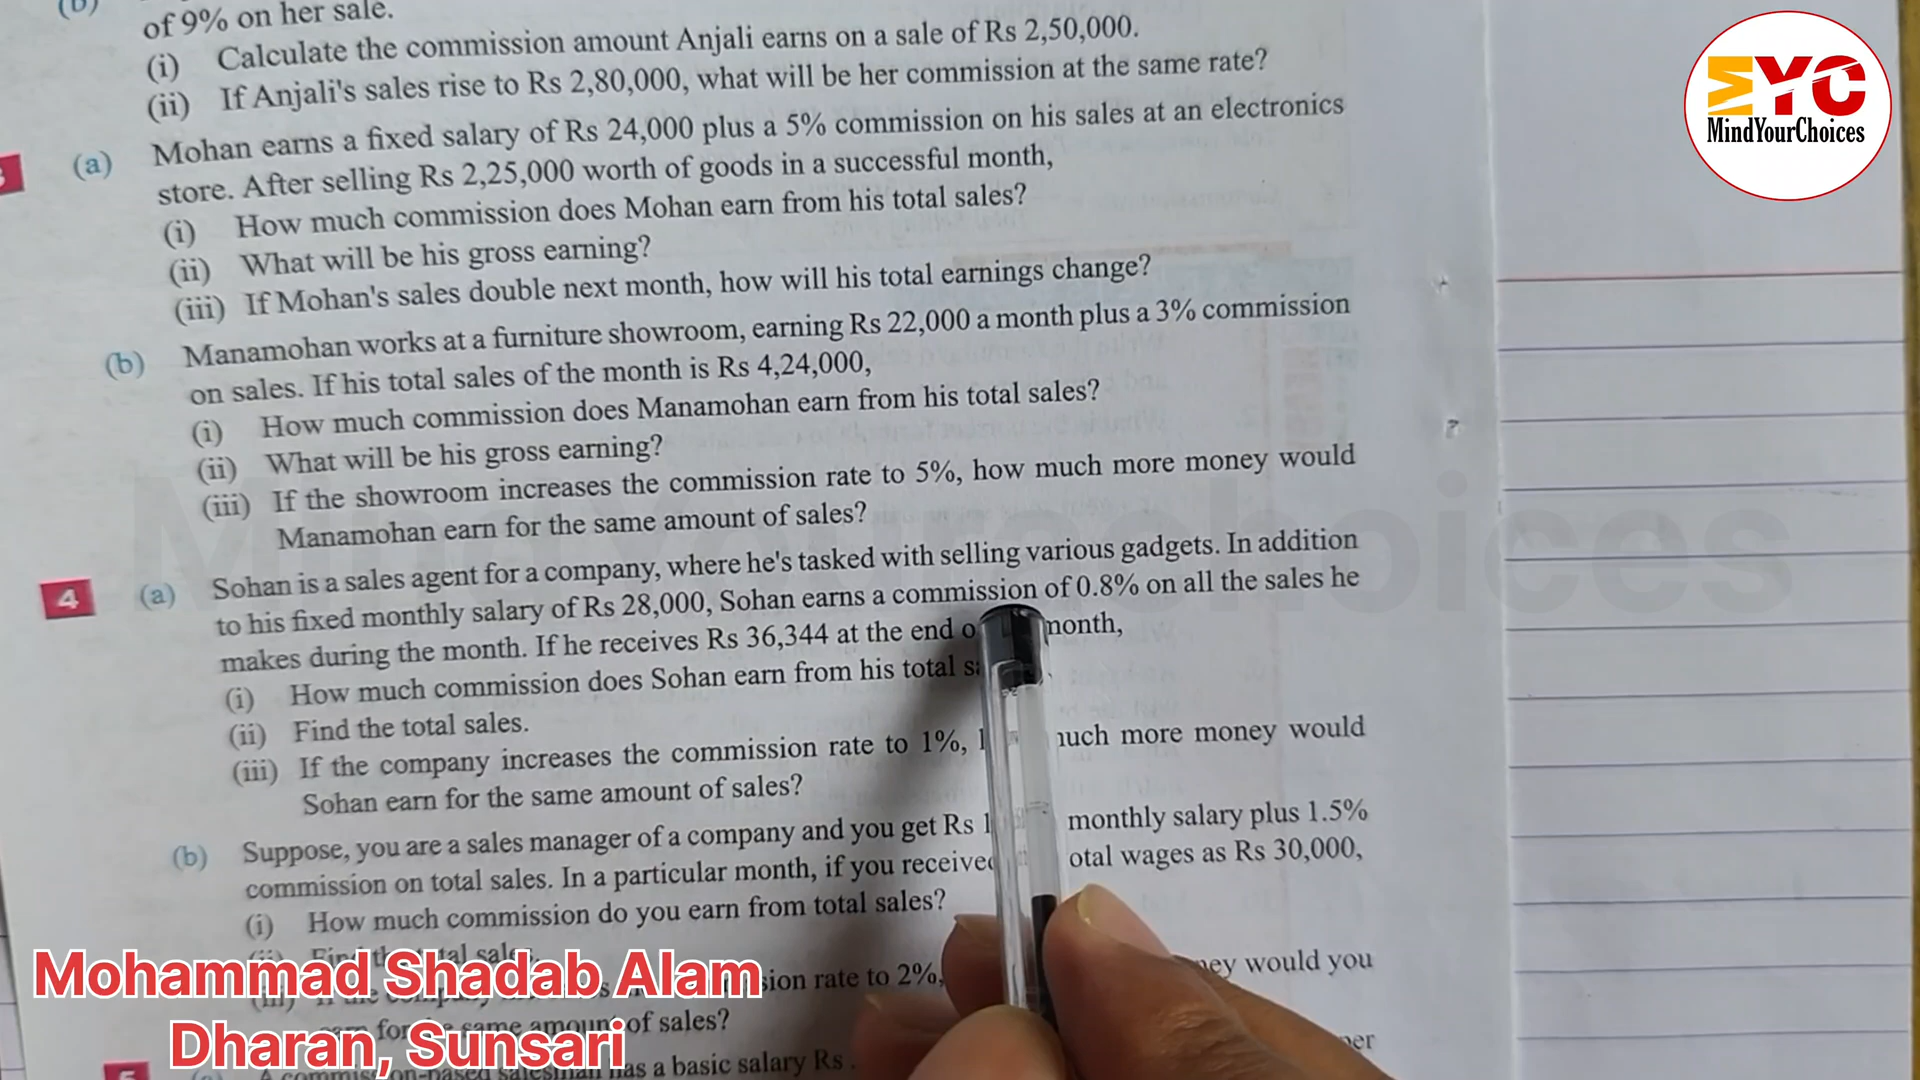 (b)
of 9% on her sale.
(i) Calculate the commission amount Anjali earns on a sale of Rs 2,50,000.
(ii) If Anjali's sales rise to Rs 2,80,000, what will be her commission at the same rate?
(a) Mohan earns a fixed salary of Rs 24,000 plus a 5% commission on his sales at an electronics
store. After selling Rs 2,25,000 worth of goods in a successful month,
(i) How much commission does Mohan earn from his total sales?
(ii) What will be his gross earning?
(iii) If Mohan's sales double next month, how will his total earnings change?
(b) Manamohan works at a furniture showroom, earning Rs 22,000 a month plus a 3% commission
on sales. If his total sales of the month is Rs 4,24,000,
(i) How much commission does Manamohan earn from his total sales?
(ii) What will be his gross earning?
(iii) If the showroom increases the commission rate to 5%, how much more money would
Manamohan earn for the same amount of sales?
4 (a) Sohan is a sales agent for a company, where he's tasked with selling various gadgets. In addition
to his fixed monthly salary of Rs 28,000, Sohan earns a commission of 0.8% on all the sales he
makes during the month. If he receives Rs 36,344 at the end month,
(i) How much commission does Sohan earn from his total
(ii) Find the total sales.
(iii) If the company increases the commission rate to 1%, much more money would
Sohan earn for the same amount of sales?
(b) Suppose, you are a sales manager of a company and you get Rs monthly salary plus 1.5%
commission on total sales. In a particular month, if you received otal wages as Rs 30,000,
(i) How much commission do you earn from total sales?
rate to 2%, would you
for same amount of sales?
has a basic salary Rs
MYC
MindYourChoices
MindYourChoices
Mohammad Shadab Alam
Dharan, Sunsari